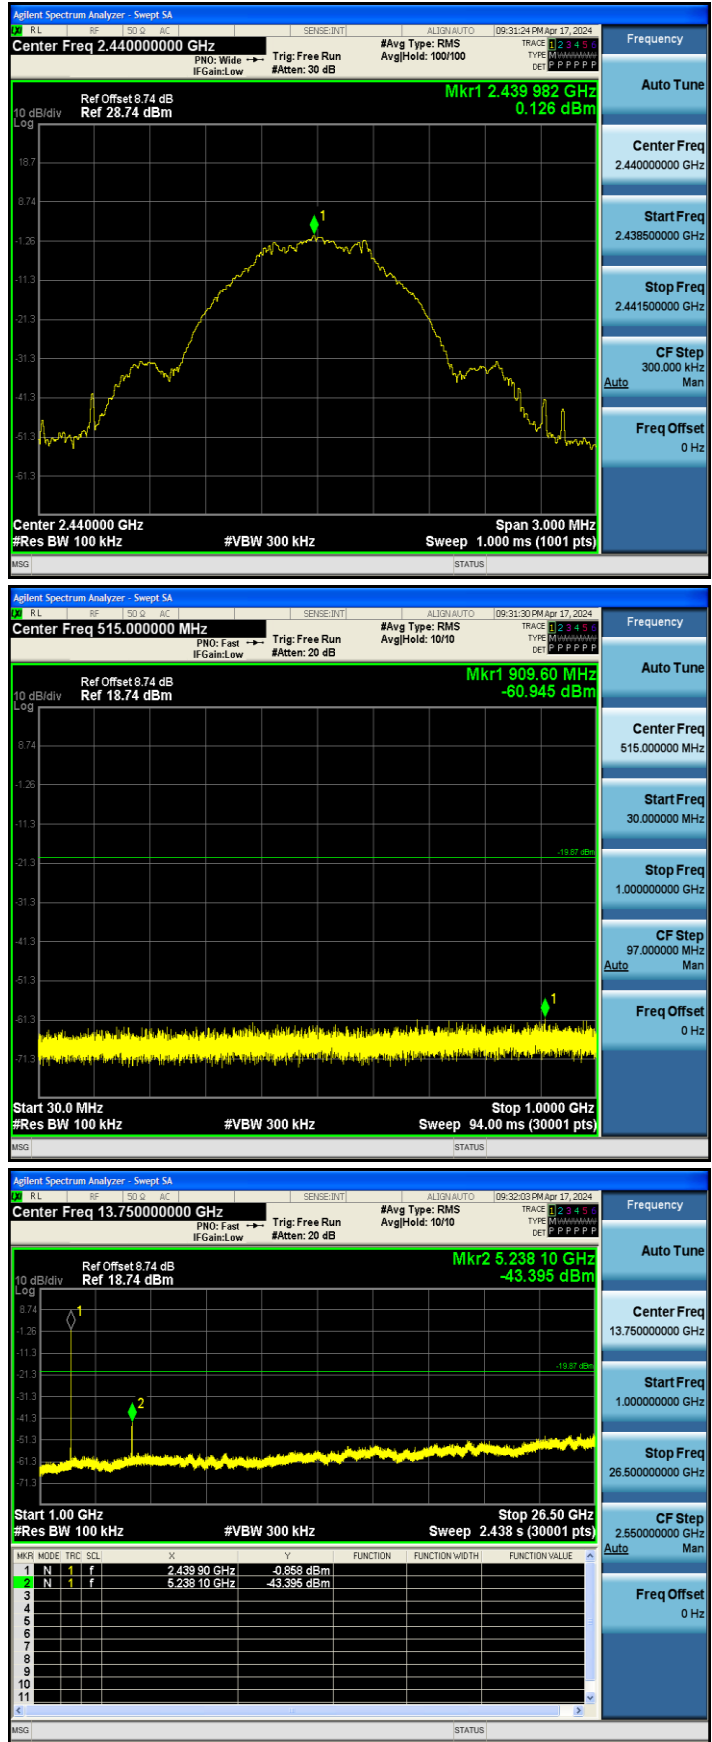 Agilent Spectrum Analyzer - Swept SA
RL RF 50 Ω AC SENSE:INT ALIGNAUTO 09:31:24 PM Apr 17, 2024
Center Freq 2.440000000 GHz
PNO: Wide Trig: Free Run #Avg Type: RMS TRACE 1 2 3 4 5 6
IFGain:Low #Atten: 30 dB Avg|Hold: 100/100 TYPE M
DET P P P P P P
Ref Offset 8.74 dB
10 dB/div Ref 28.74 dBm
Log
Mkr1 2.439 982 GHz
0.126 dBm
18.7
8.74
-1.26
-11.3
-21.3
-31.3
-41.3
-51.3
-61.3
1
Center 2.440000 GHz Span 3.000 MHz
#Res BW 100 kHz #VBW 300 kHz Sweep 1.000 ms (1001 pts)
MSG STATUS
Frequency
Auto Tune
Center Freq
2.440000000 GHz
Start Freq
2.438500000 GHz
Stop Freq
2.441500000 GHz
CF Step
300.000 kHz
Auto Man
Freq Offset
0 Hz
Agilent Spectrum Analyzer - Swept SA
RL RF 50 Ω AC SENSE:INT ALIGNAUTO 09:31:30 PM Apr 17, 2024
Center Freq 515.000000 MHz
PNO: Fast Trig: Free Run #Avg Type: RMS TRACE 1 2 3 4 5 6
IFGain:Low #Atten: 20 dB Avg|Hold: 10/10 TYPE M
DET P P P P P P
Ref Offset 8.74 dB
10 dB/div Ref 18.74 dBm
Log
Mkr1 909.60 MHz
-60.945 dBm
8.74
-1.26
-11.3
-21.3
-31.3
-41.3
-51.3
-61.3
-71.3
-19.87 dBm
1
Start 30.0 MHz Stop 1.0000 GHz
#Res BW 100 kHz #VBW 300 kHz Sweep 94.00 ms (30001 pts)
MSG STATUS
Frequency
Auto Tune
Center Freq
515.000000 MHz
Start Freq
30.000000 MHz
Stop Freq
1.000000000 GHz
CF Step
97.000000 MHz
Auto Man
Freq Offset
0 Hz
Agilent Spectrum Analyzer - Swept SA
RL RF 50 Ω AC SENSE:INT ALIGNAUTO 09:32:03 PM Apr 17, 2024
Center Freq 13.750000000 GHz
PNO: Fast Trig: Free Run #Avg Type: RMS TRACE 1 2 3 4 5 6
IFGain:Low #Atten: 20 dB Avg|Hold: 10/10 TYPE M
DET P P P P P P
Ref Offset 8.74 dB
10 dB/div Ref 18.74 dBm
Log
Mkr2 5.238 10 GHz
-43.395 dBm
8.74
-1.26
-11.3
-21.3
-31.3
-41.3
-51.3
-61.3
-71.3
-19.87 dBm
1
2
Start 1.00 GHz Stop 26.50 GHz
#Res BW 100 kHz #VBW 300 kHz Sweep 2.438 s (30001 pts)
MKR MODE TRC SCL X Y FUNCTION FUNCTION WIDTH FUNCTION VALUE
1 N 1 f 2.439 90 GHz -0.858 dBm
2 N 1 f 5.238 10 GHz -43.395 dBm
3
4
5
6
7
8
9
10
11
MSG STATUS
Frequency
Auto Tune
Center Freq
13.750000000 GHz
Start Freq
1.000000000 GHz
Stop Freq
26.500000000 GHz
CF Step
2.550000000 GHz
Auto Man
Freq Offset
0 Hz